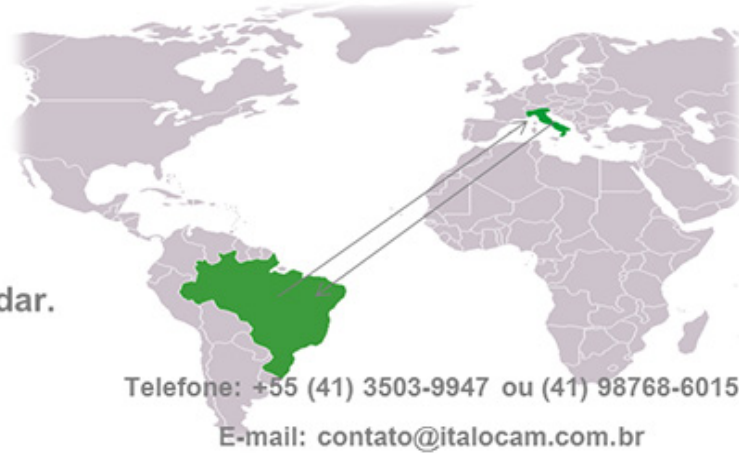 dar.
Telefone: +55 (41) 3503-9947 ou (41) 98768-6015
E-mail: contato@italocam.com.br